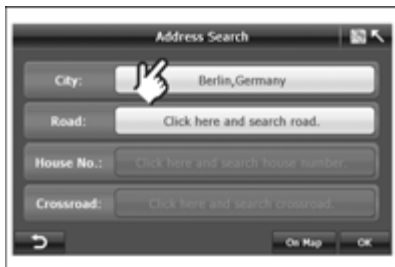 Address Search
City: Berlin,Germany
Road: Click here and search road.
House No.: Click here and search house number.
Crossroad: Click here and search crossroad.
On Map OK